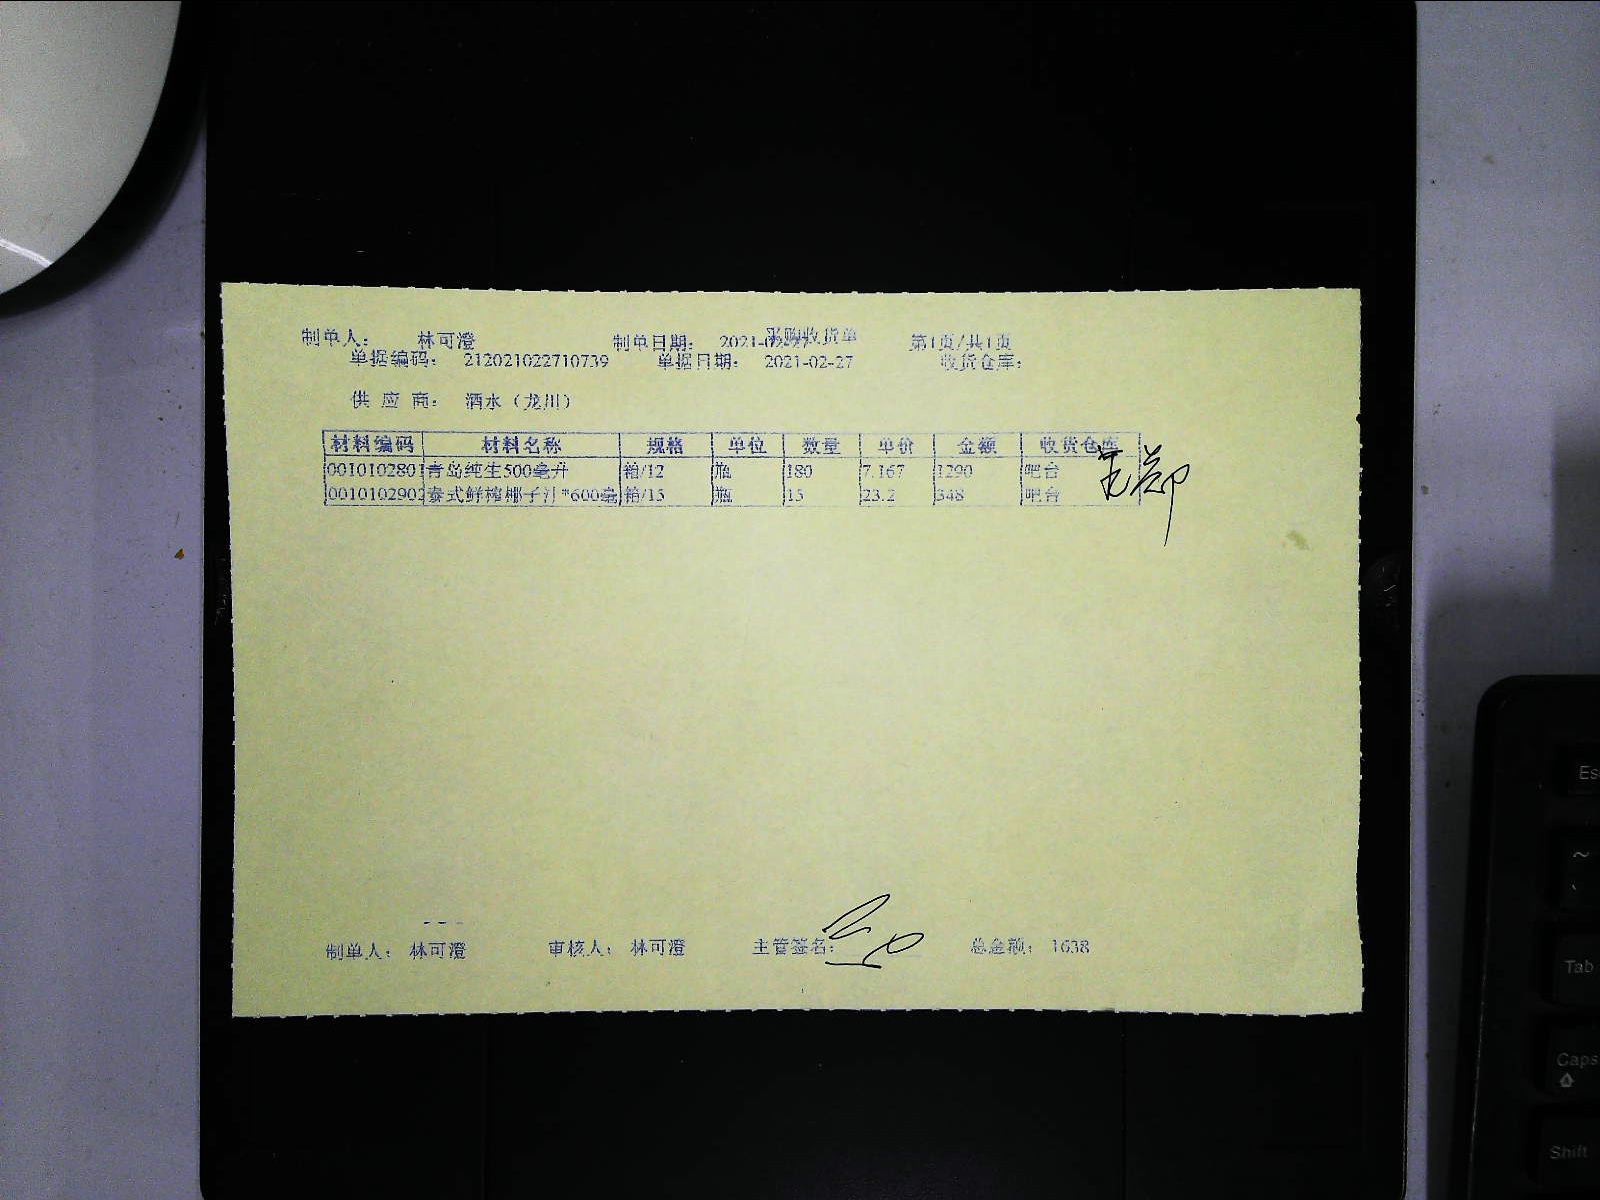 采购收货单
制单人： 林可澄 制单日期： 2021-02-27 第1页/共1页
单据编码： 212021022710739 单据日期： 2021-02-27 收货仓库：
供 应 商： 酒水（龙川）
材料编码 材料名称 规格 单位 数量 单价 金额 收货仓库
0010102801 青岛纯生500毫升 箱/12 瓶 180 7.167 1290 吧台
0010102902 泰式鲜榨椰子汁*600毫 箱/15 瓶 15 23.2 348 吧台
制单人： 林可澄 审核人： 林可澄 主管签名： 总金额： 1638
Es
~
Tab
Caps
Shift